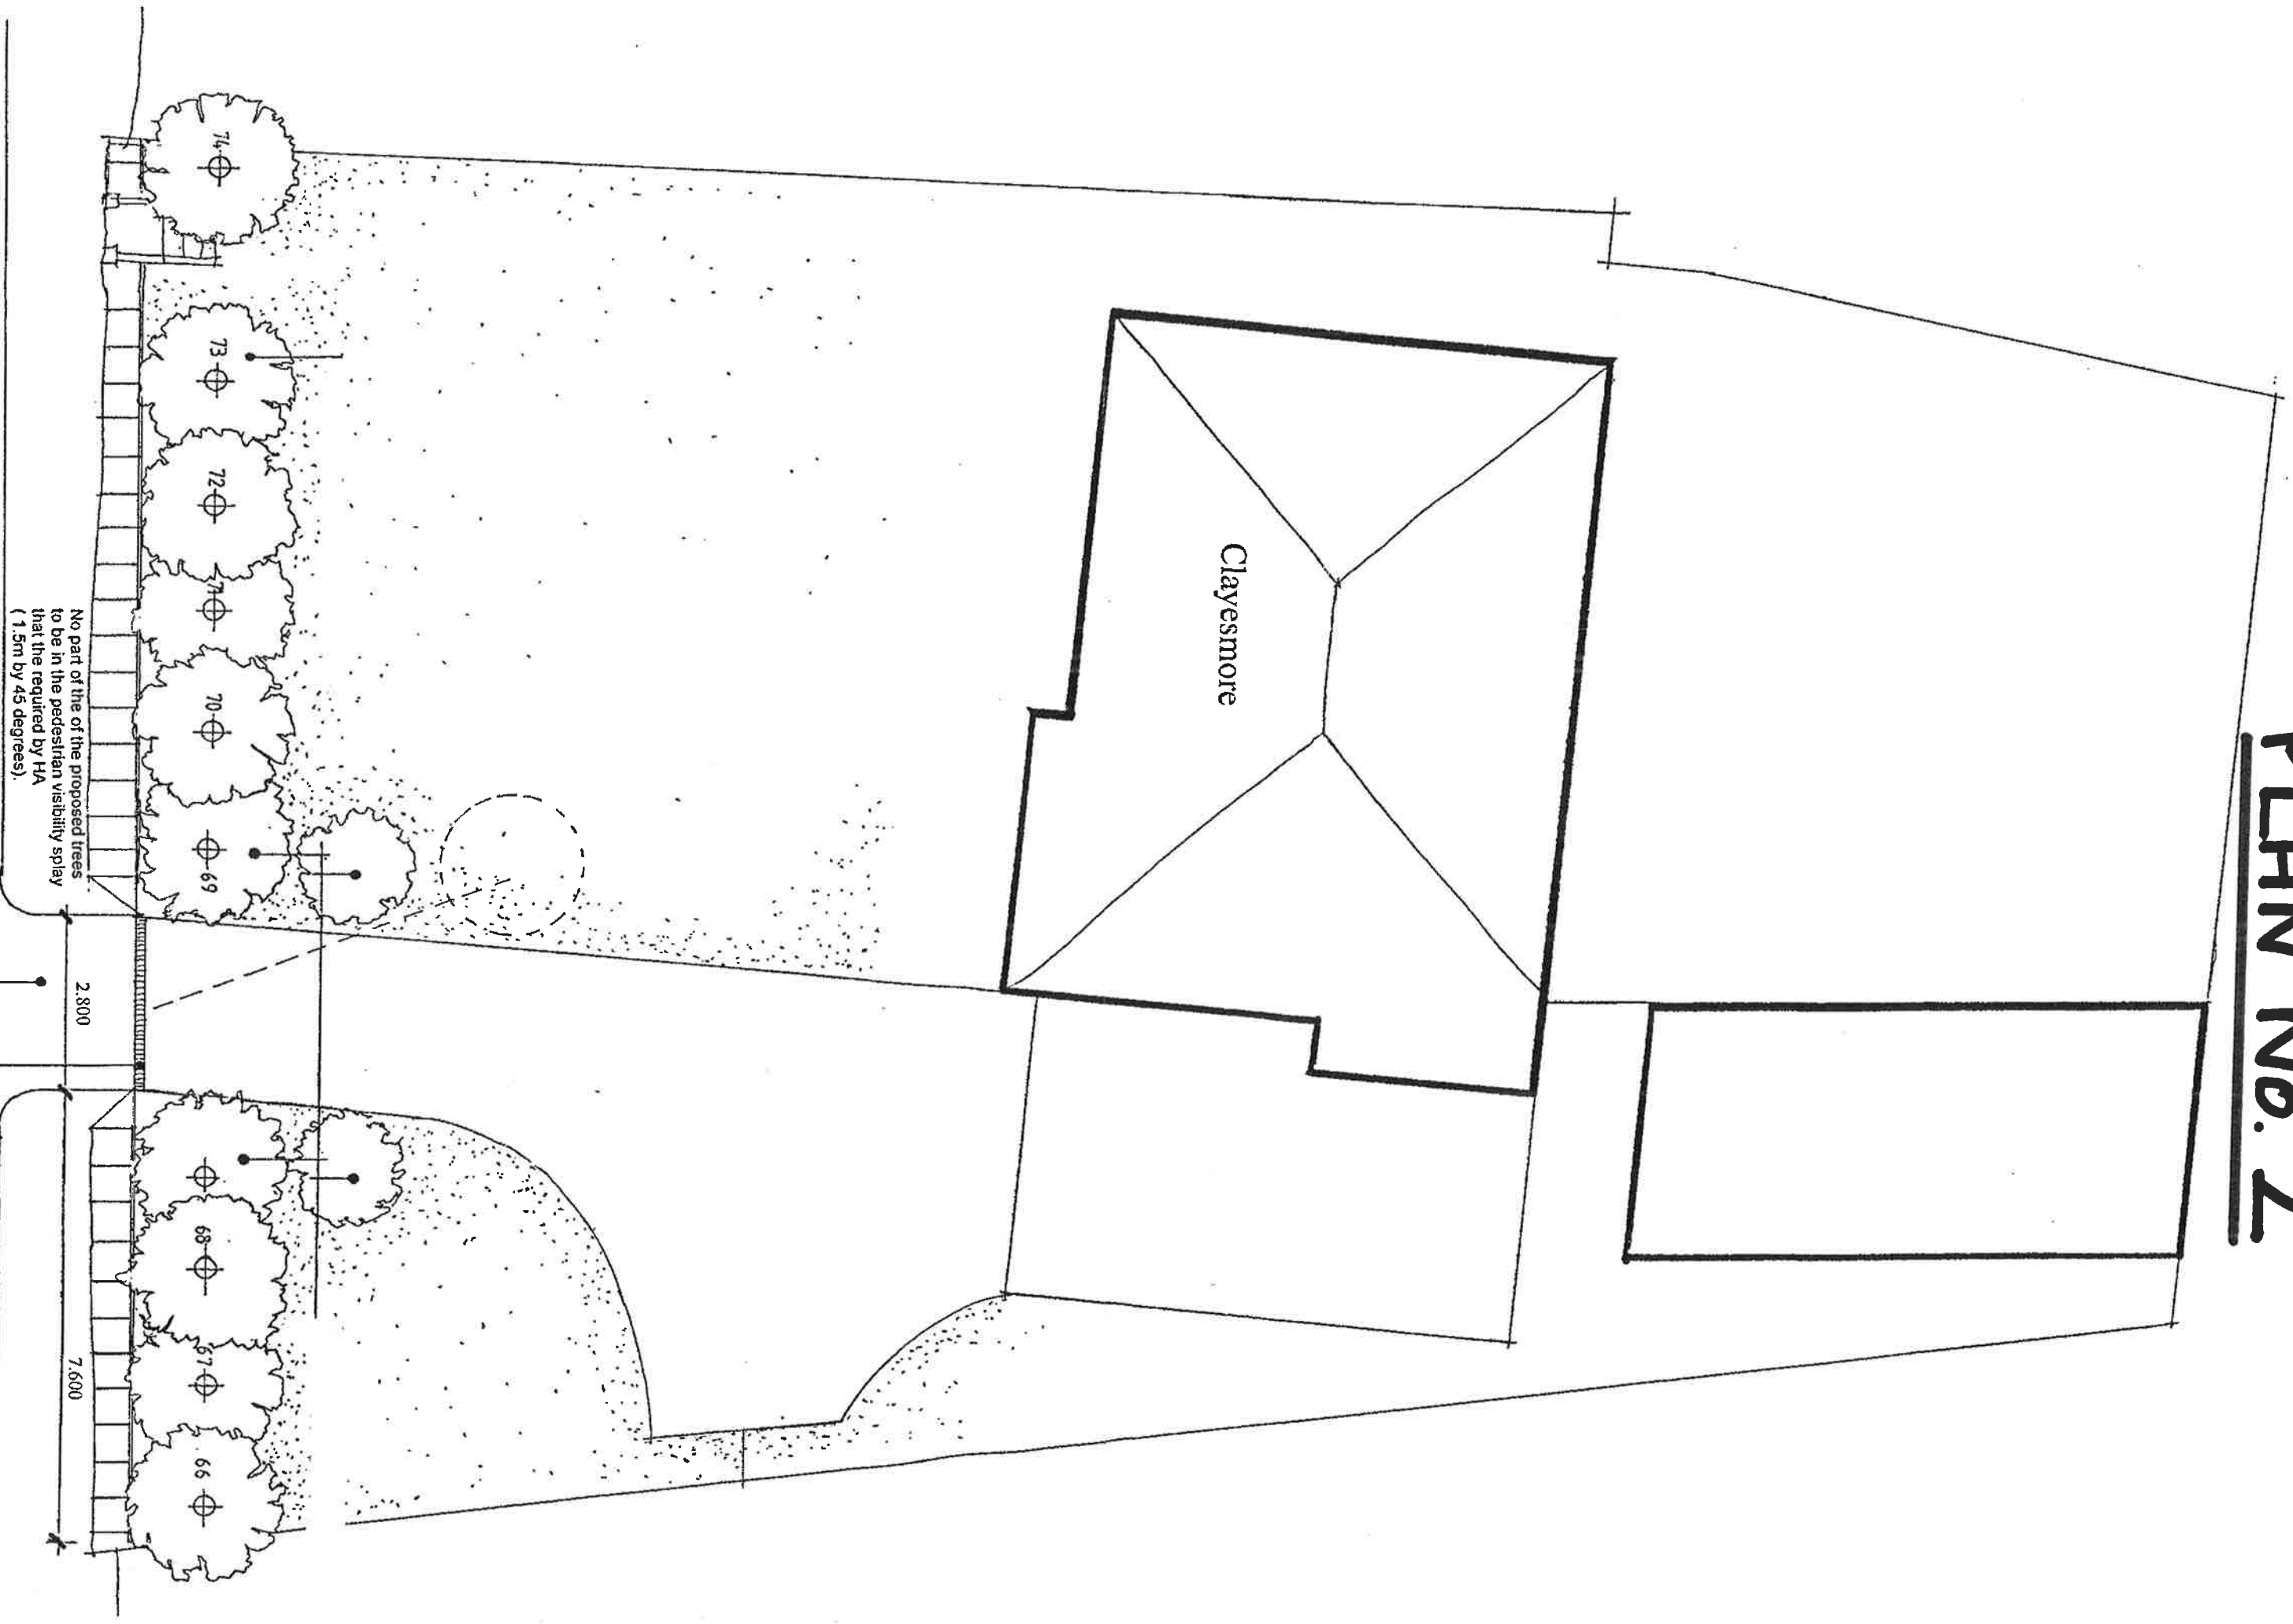 PLAN No. 2
Clayesmore
74
73
72
71
70
69
68
67
66
No part of the of the proposed trees
to be in the pedestrian visibility splay
that the required by HA
( 1.5m by 45 degrees).
2.800
7.600